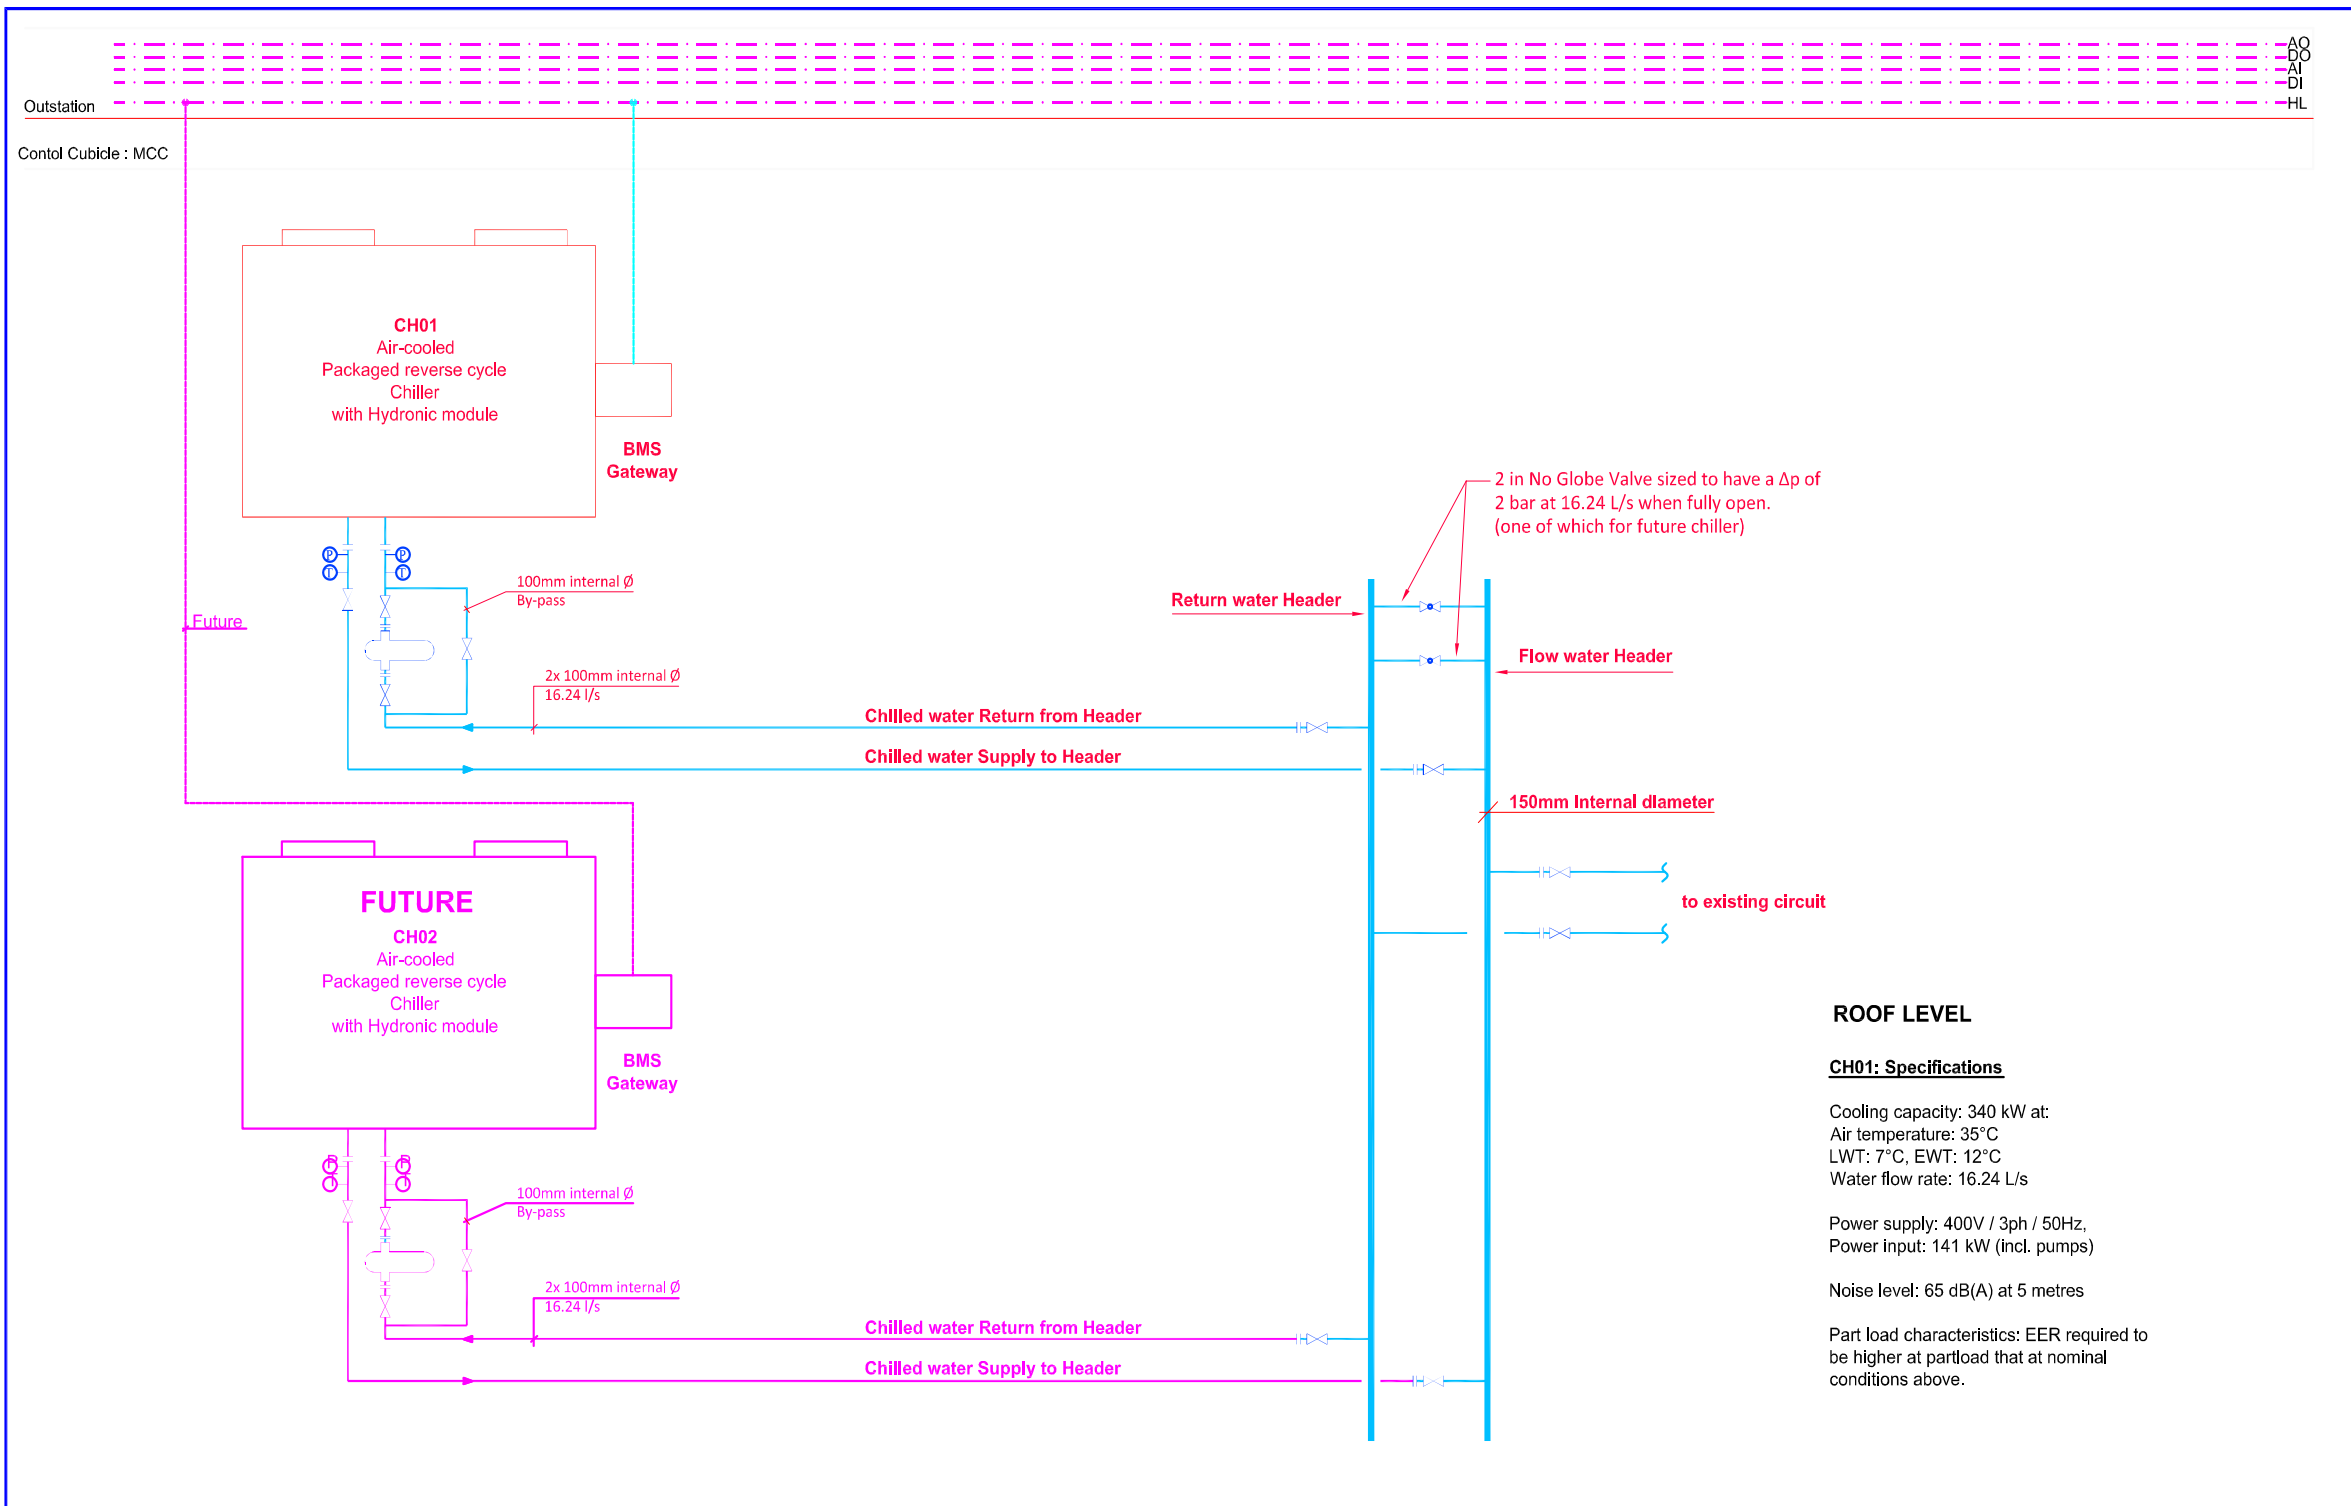 AO
DO
AI
DI
HL
Outstation
Contol Cubicle : MCC
CH01
Air-cooled
Packaged reverse cycle
Chiller
with Hydronic module
BMS
Gateway
P
P
T
T
100mm internal Ø
By-pass
2x 100mm internal Ø
16.24 l/s
Future
Chilled water Return from Header
Chilled water Supply to Header
2 in No Globe Valve sized to have a Δp of
2 bar at 16.24 L/s when fully open.
(one of which for future chiller)
Return water Header
Flow water Header
150mm Internal diameter
to existing circuit
FUTURE
CH02
Air-cooled
Packaged reverse cycle
Chiller
with Hydronic module
BMS
Gateway
P
P
T
T
100mm internal Ø
By-pass
2x 100mm internal Ø
16.24 l/s
Chilled water Return from Header
Chilled water Supply to Header
ROOF LEVEL
CH01: Specifications
Cooling capacity: 340 kW at:
Air temperature: 35°C
LWT: 7°C, EWT: 12°C
Water flow rate: 16.24 L/s
Power supply: 400V / 3ph / 50Hz,
Power input: 141 kW (incl. pumps)
Noise level: 65 dB(A) at 5 metres
Part load characteristics: EER required to
be higher at partload that at nominal
conditions above.